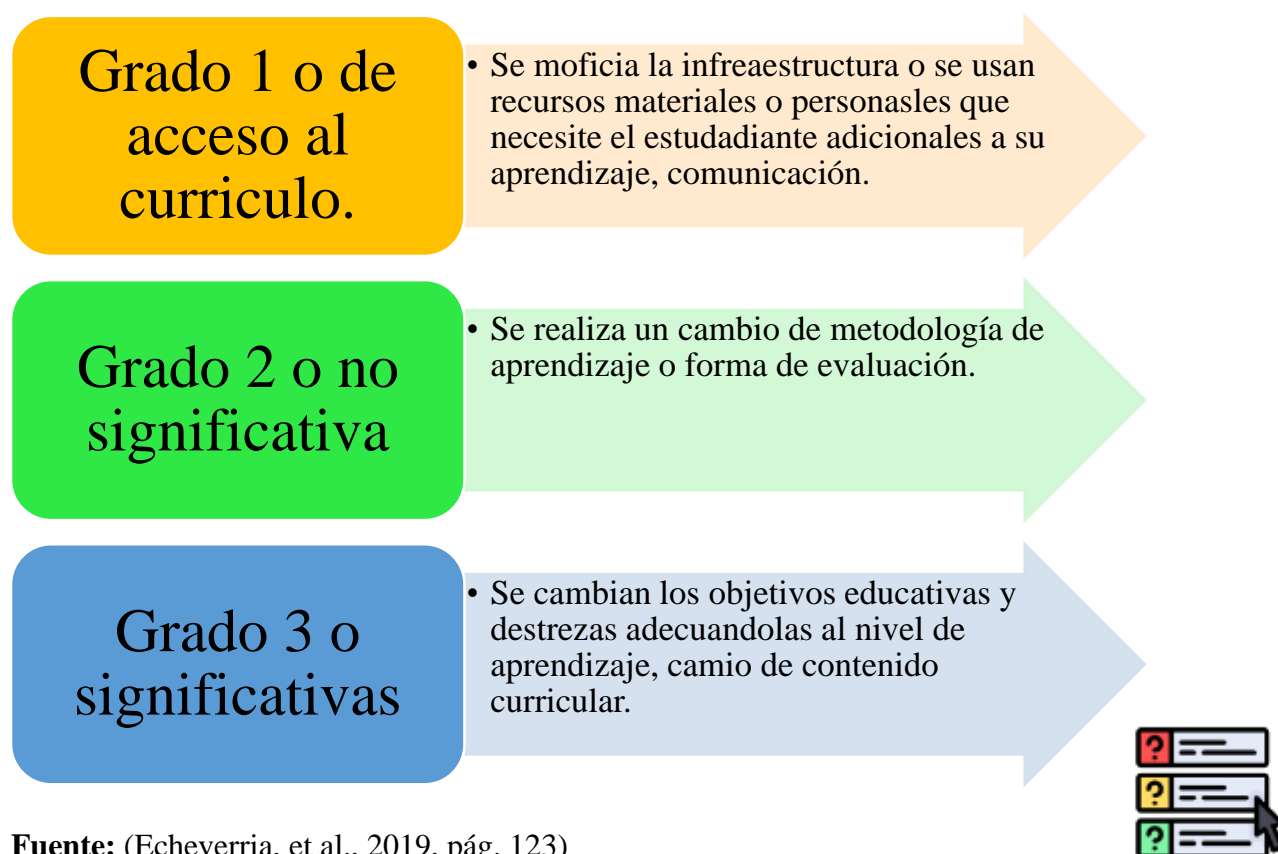 Grado 1 o de
acceso al
curriculo.
• Se moficia la infreaestructura o se usan
recursos materiales o personasles que
necesite el estudadiante adicionales a su
aprendizaje, comunicación.
Grado 2 o no
significativa
• Se realiza un cambio de metodología de
aprendizaje o forma de evaluación.
Grado 3 o
significativas
• Se cambian los objetivos educativas y
destrezas adecuandolas al nivel de
aprendizaje, camio de contenido
curricular.
?
?
?
Fuente: (Echeverria, et al., 2019, pág. 123)